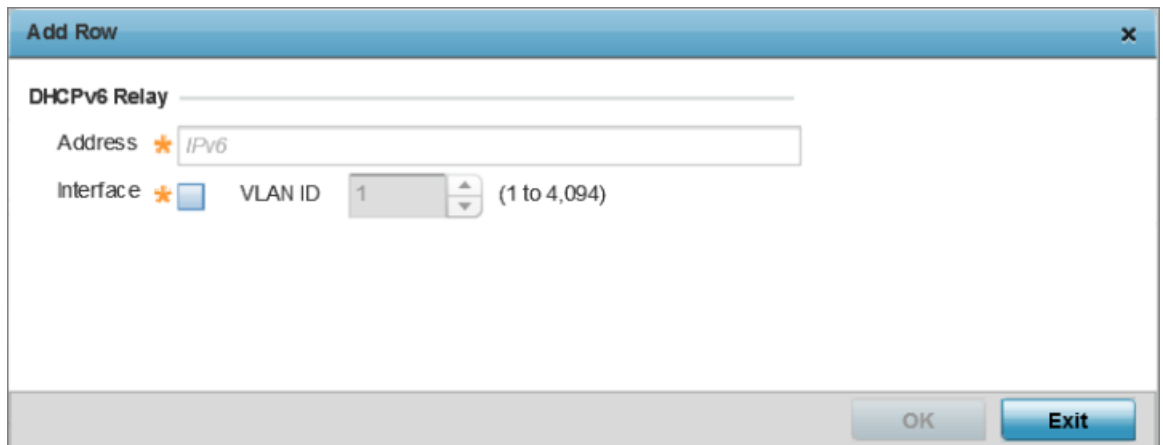 Add Row
DHCPv6 Relay
Address * IPv6
Interface * VLAN ID 1 (1 to 4,094)
OK Exit